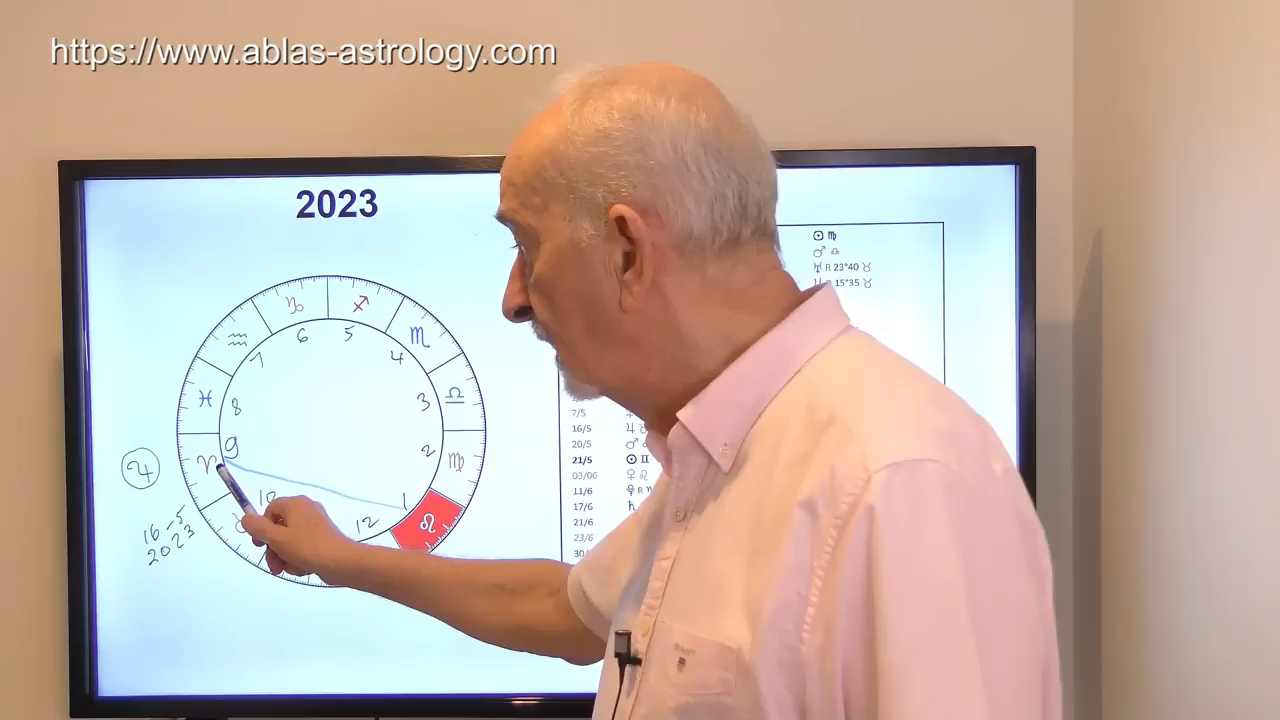 https://www.ablas-astrology.com
2023
♑ ♐
♒ 6 5 ♏
7 4
♓ 8 3 ♎
9 2 ♍
♃ ♈
10 1
12 ♌
16-5
2023
☉ ♍
♂ ♎
♅ R 23°40 ♉
♃ R 15°35 ♉
7/5
16/5 ♃ ♉
20/5 ♂
21/5 ☉ ♊
03/06 ♀ ♌
11/6 R
17/6 ♄
21/6
23/6
30/